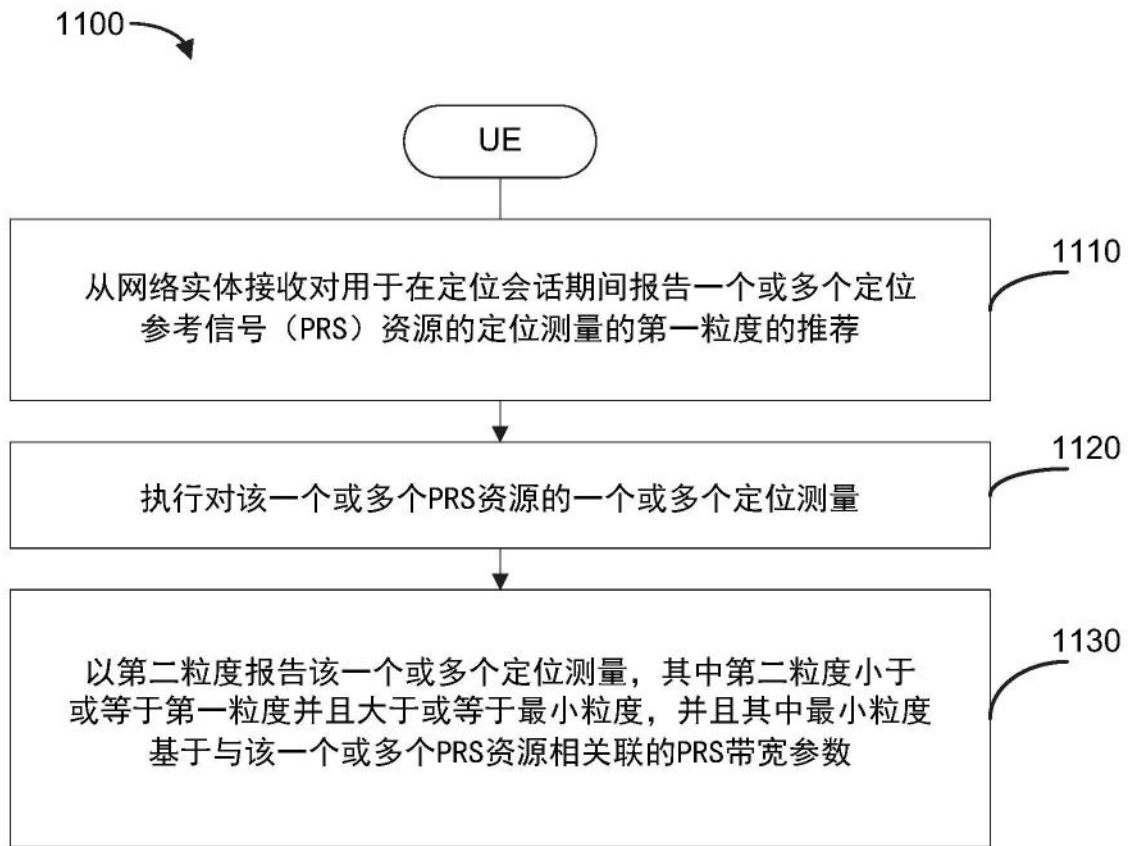 1100
UE
从网络实体接收对用于在定位会话期间报告一个或多个定位
参考信号（PRS）资源的定位测量的第一粒度的推荐
1110
执行对该一个或多个PRS资源的一个或多个定位测量
1120
以第二粒度报告该一个或多个定位测量，其中第二粒度小于
或等于第一粒度并且大于或等于最小粒度，并且其中最小粒度
基于与该一个或多个PRS资源相关联的PRS带宽参数
1130